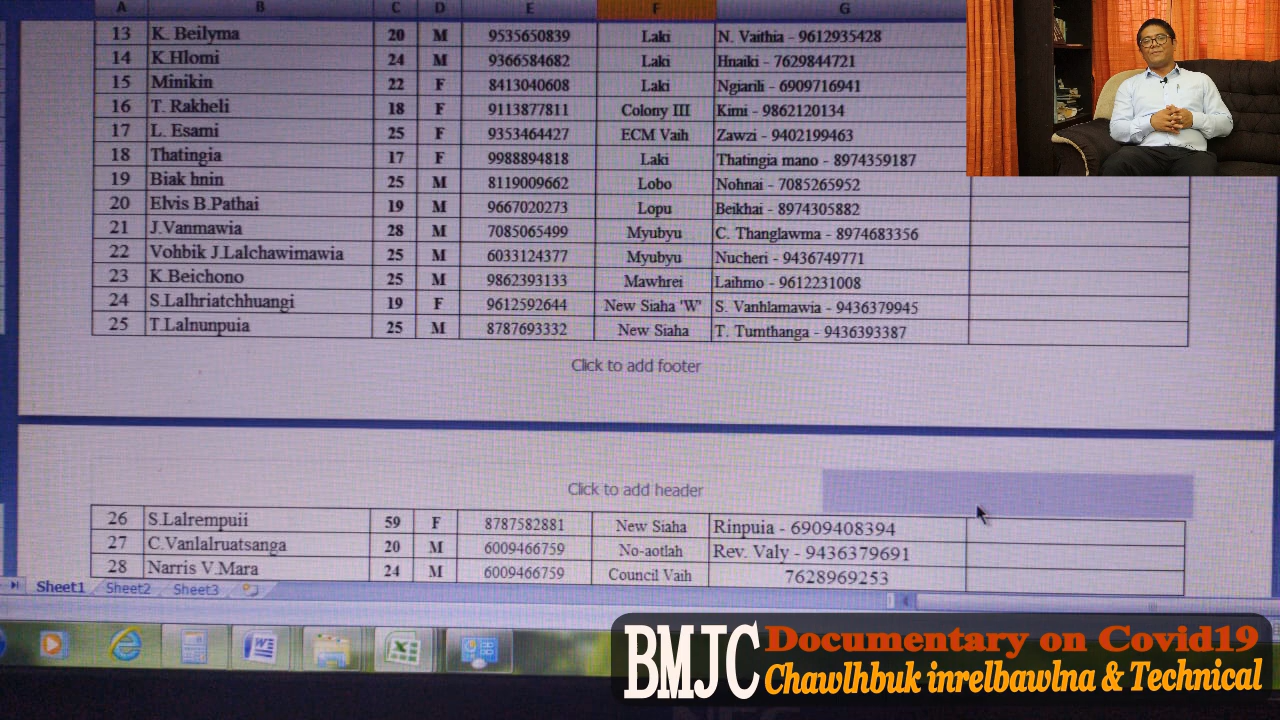 A B C D E F G
13 K. Beilyma 20 M 9535650839 Laki N. Vaithia - 9612935428
14 K.Hlomi 24 M 9366584682 Laki Hnaiki - 7629844721
15 Minikin 22 F 8413040608 Laki Ngiarili - 6909716941
16 T. Rakheli 18 F 9113877811 Colony III Kimi - 9862120134
17 L. Esami 25 F 9353464427 ECM Vaih Zawzi - 9402199463
18 Thatingia 17 F 9988894818 Laki Thatingia mano - 8974359187
19 Biak hnin 25 M 8119009662 Lobo Nohnai - 7085265952
20 Elvis B.Pathai 19 M 9667020273 Lopu Beikhai - 8974305882
21 J.Vanmawia 28 M 7085065499 Myubyu C. Thanglawma - 8974683356
22 Vohbik J.Lalchawimawia 25 M 6033124377 Myubyu Nucheri - 9436749771
23 K.Beichono 25 M 9862393133 Mawhrei Laihmo - 9612231008
24 S.Lalhriatchhuangi 19 F 9612592644 New Siaha 'W' S. Vanhlamawia - 9436379945
25 T.Lalnunpuia 25 M 8787693332 New Siaha T. Tumthanga - 9436393387
Click to add footer
Click to add header
26 S.Lalrempuii 59 F 8787582881 New Siaha Rinpuia - 6909408394
27 C.Vanlalruatsanga 20 M 6009466759 No-aotlah Rev. Valy - 9436379691
28 Narris V.Mara 24 M 6009466759 Council Vaih 7628969253
Sheet1 Sheet2 Sheet3
BMJC Documentary on Covid19
Chawlhbuk inrelbawlna & Technical